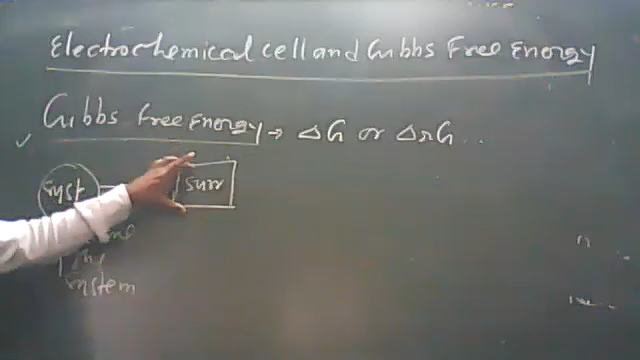 Electrochemical cell and Gibbs Free Energy
Gibbs Free Energy → ΔG or ΔrG ..
syst
surr
system